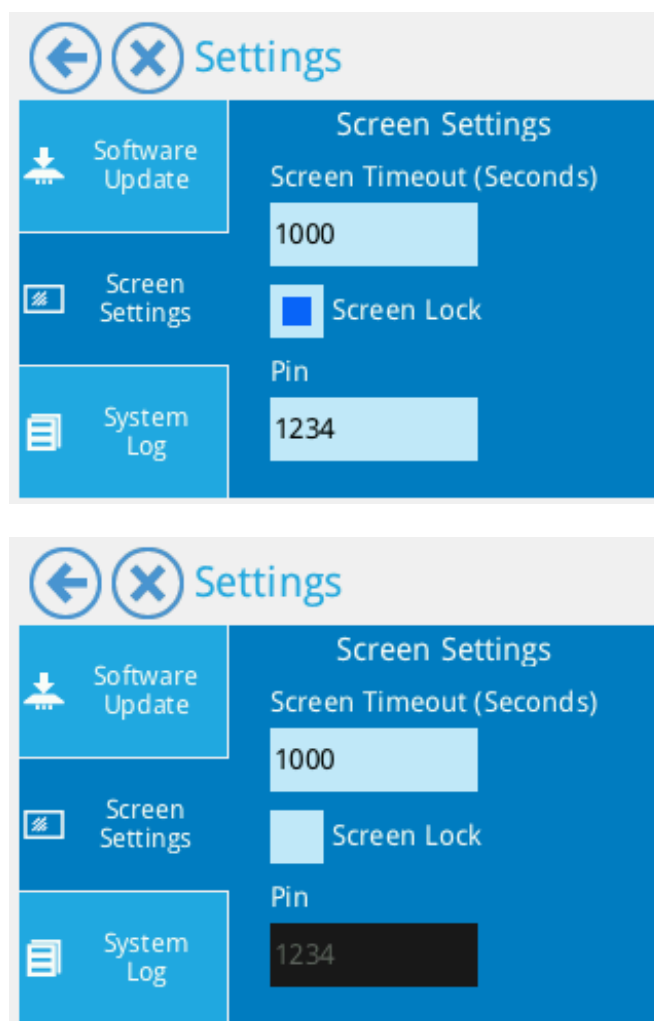 Settings
Software
Update
Screen
Settings
System
Log
Screen Settings
Screen Timeout (Seconds)
1000
Screen Lock
Pin
1234
Settings
Software
Update
Screen
Settings
System
Log
Screen Settings
Screen Timeout (Seconds)
1000
Screen Lock
Pin
1234